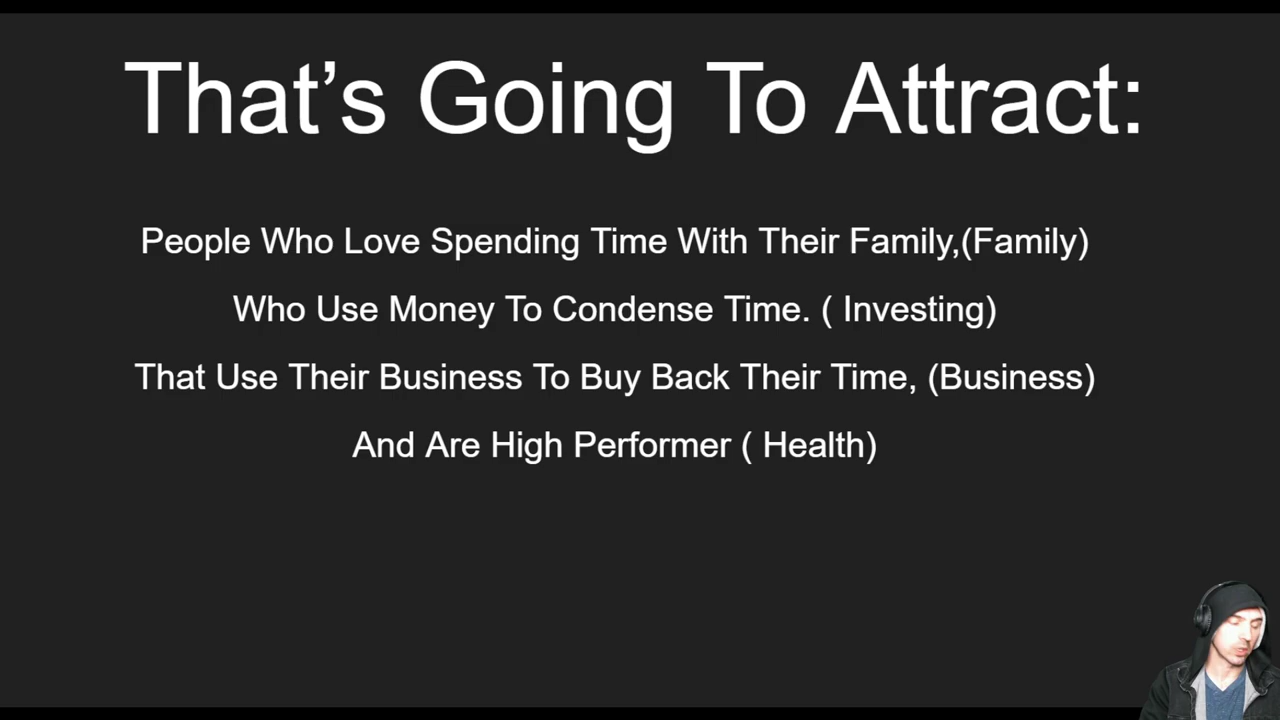 That’s Going To Attract:
People Who Love Spending Time With Their Family,(Family)
Who Use Money To Condense Time. ( Investing)
That Use Their Business To Buy Back Their Time, (Business)
And Are High Performer ( Health)